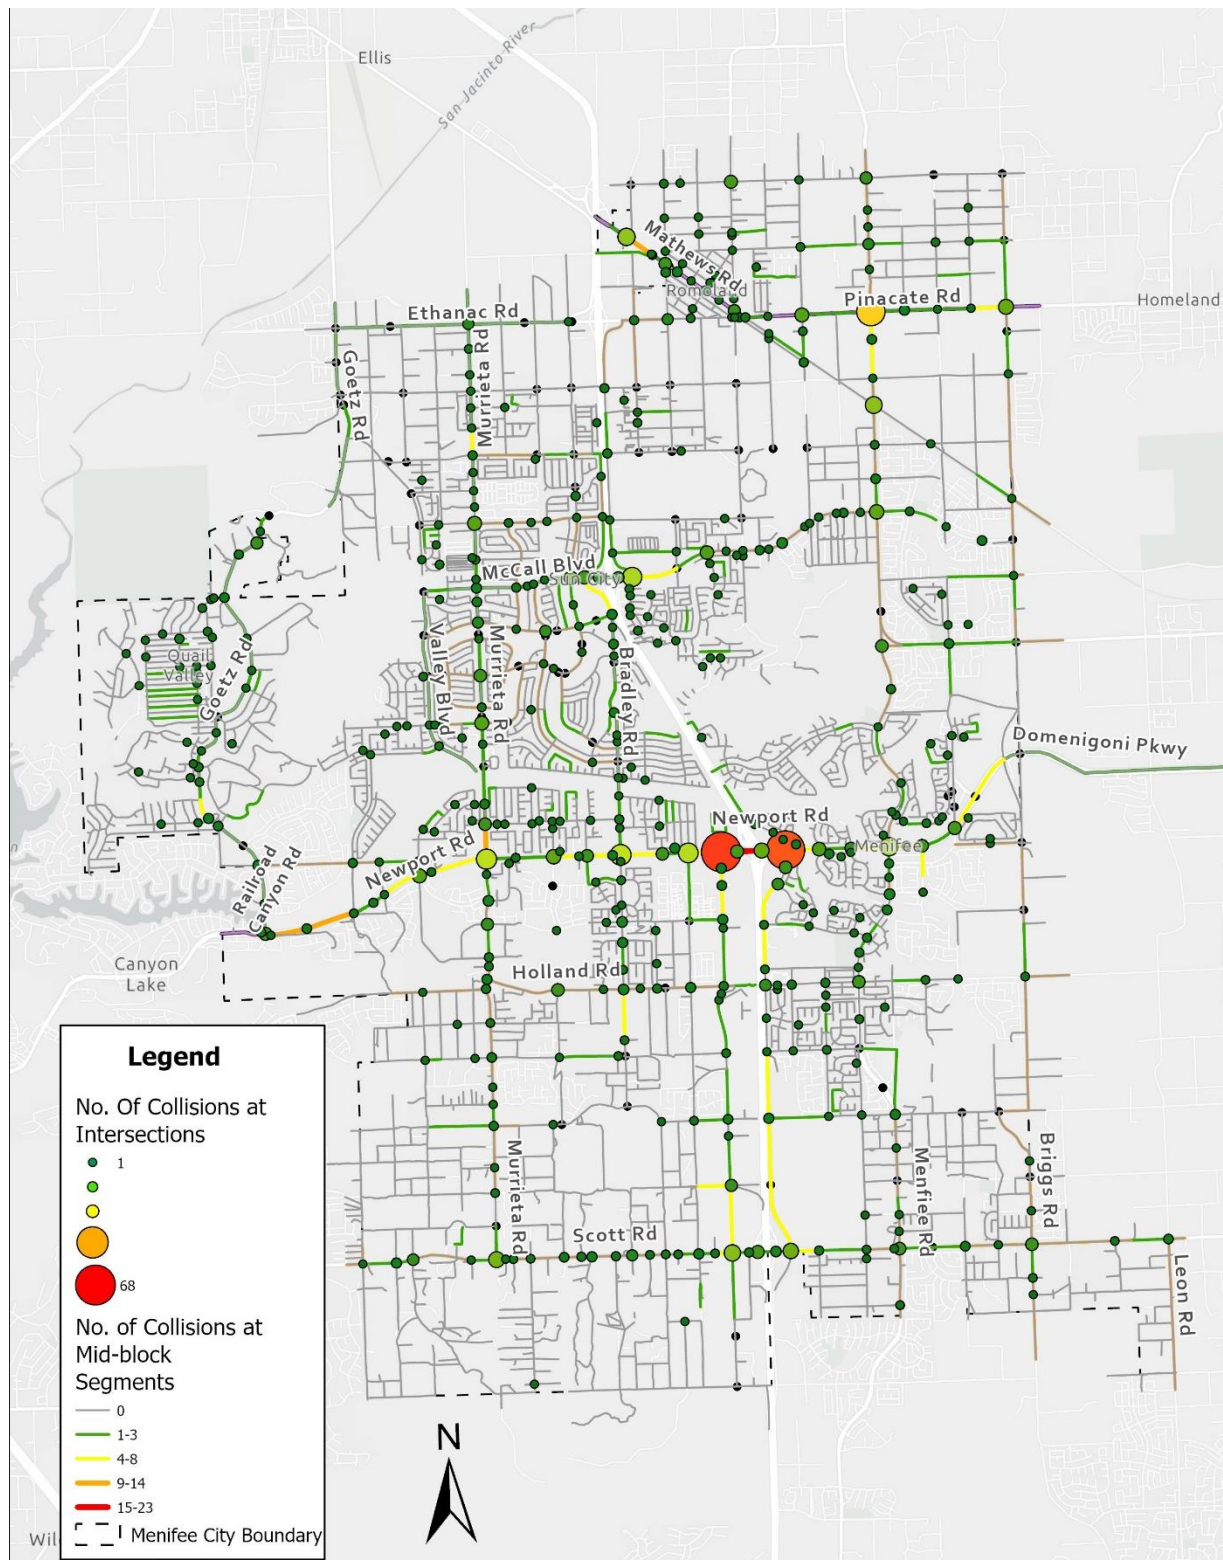 Ellis
San Jacinto River
Mathews Rd
Romoland
Pinacate Rd
Homeland
Ethanac Rd
Goetz Rd
Murrieta Rd
McCall Blvd
Sun City
Quail
Valley
Goetz Rd
Valley Blvd
Murrieta Rd
Bradley Rd
Domenigoni Pkwy
Newport Rd
Menifee
Newport Rd
Railroad
Canyon Rd
Canyon
Lake
Holland Rd
Murrieta Rd
Scott Rd
Menfiee Rd
Briggs Rd
Leon Rd
Legend
No. Of Collisions at
Intersections
1
68
No. of Collisions at
Mid-block
Segments
0
1-3
4-8
9-14
15-23
Menifee City Boundary
N